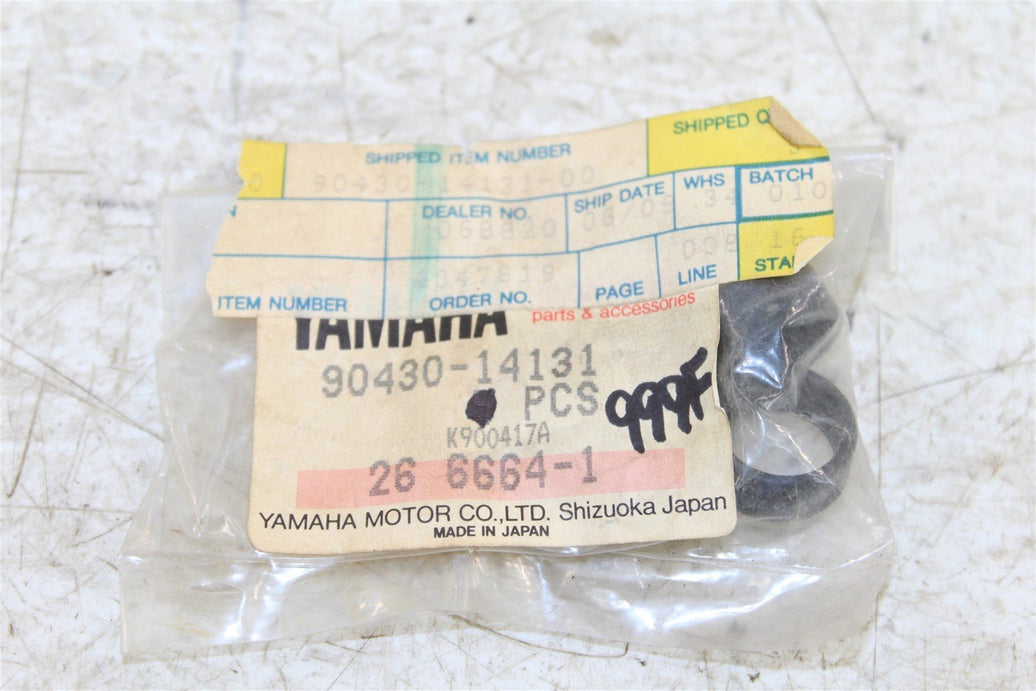 SHIPPED ITEM NUMBER
SHIPPED Q
90430-14131-00
DEALER NO.
SHIP DATE
WHS
BATCH
068820
08/08
34
010
008
16
4347819
ITEM NUMBER
ORDER NO.
PAGE
LINE
STA
YAMAHA
parts & accessories
90430-14131
PCS
999F
K900417A
26 6664-1
YAMAHA MOTOR CO.,LTD. Shizuoka Japan
MADE IN JAPAN